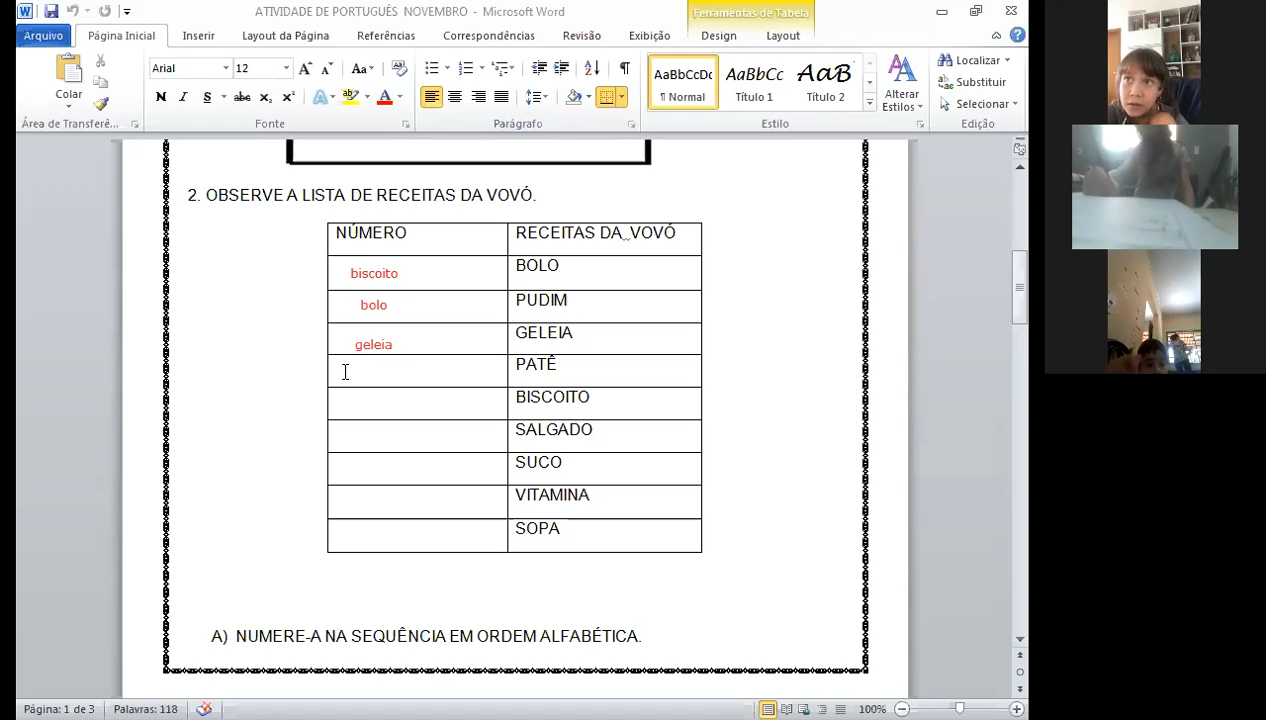 ATIVIDADE DE PORTUGUÊS NOVEMBRO - Microsoft Word
Ferramentas de Tabela
Arquivo Página Inicial Inserir Layout da Página Referências Correspondências Revisão Exibição Design Layout
Arial 12
Colar
N I S abc x₂ x² A A
AaBbCcDc AaBbCc AaB
¶ Normal Título 1 Título 2
Alterar Estilos
Localizar
Substituir
Selecionar
Área de Transferê... Fonte Parágrafo Estilo Edição
2. OBSERVE A LISTA DE RECEITAS DA VOVÓ.
NÚMERO RECEITAS DA VOVÓ
biscoito BOLO
bolo PUDIM
geleia GELEIA
PATÊ
BISCOITO
SALGADO
SUCO
VITAMINA
SOPA
A) NUMERE-A NA SEQUÊNCIA EM ORDEM ALFABÉTICA.
Página: 1 de 3 Palavras: 118 100%